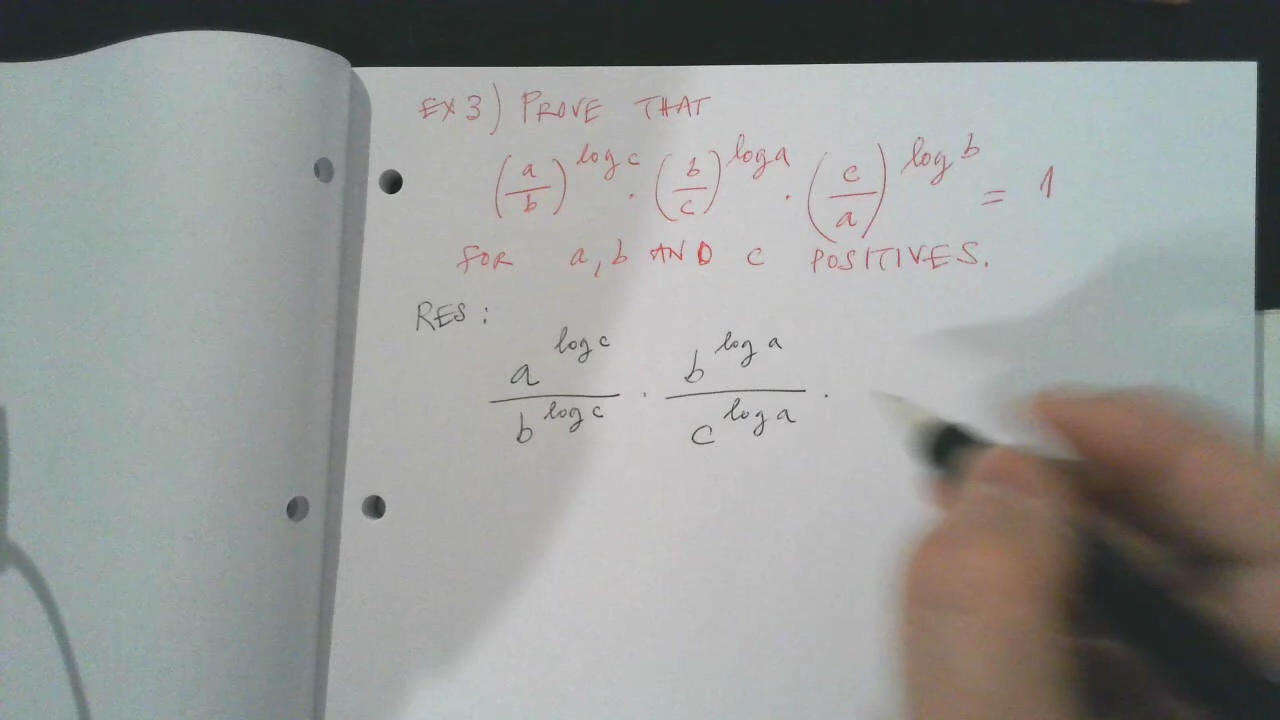 EX 3) PROVE THAT
(a/b)^log c · (b/c)^log a · (c/a)^log b = 1
FOR a, b AND c POSITIVES.
RES:
a^log c / b^log c · b^log a / c^log a ·